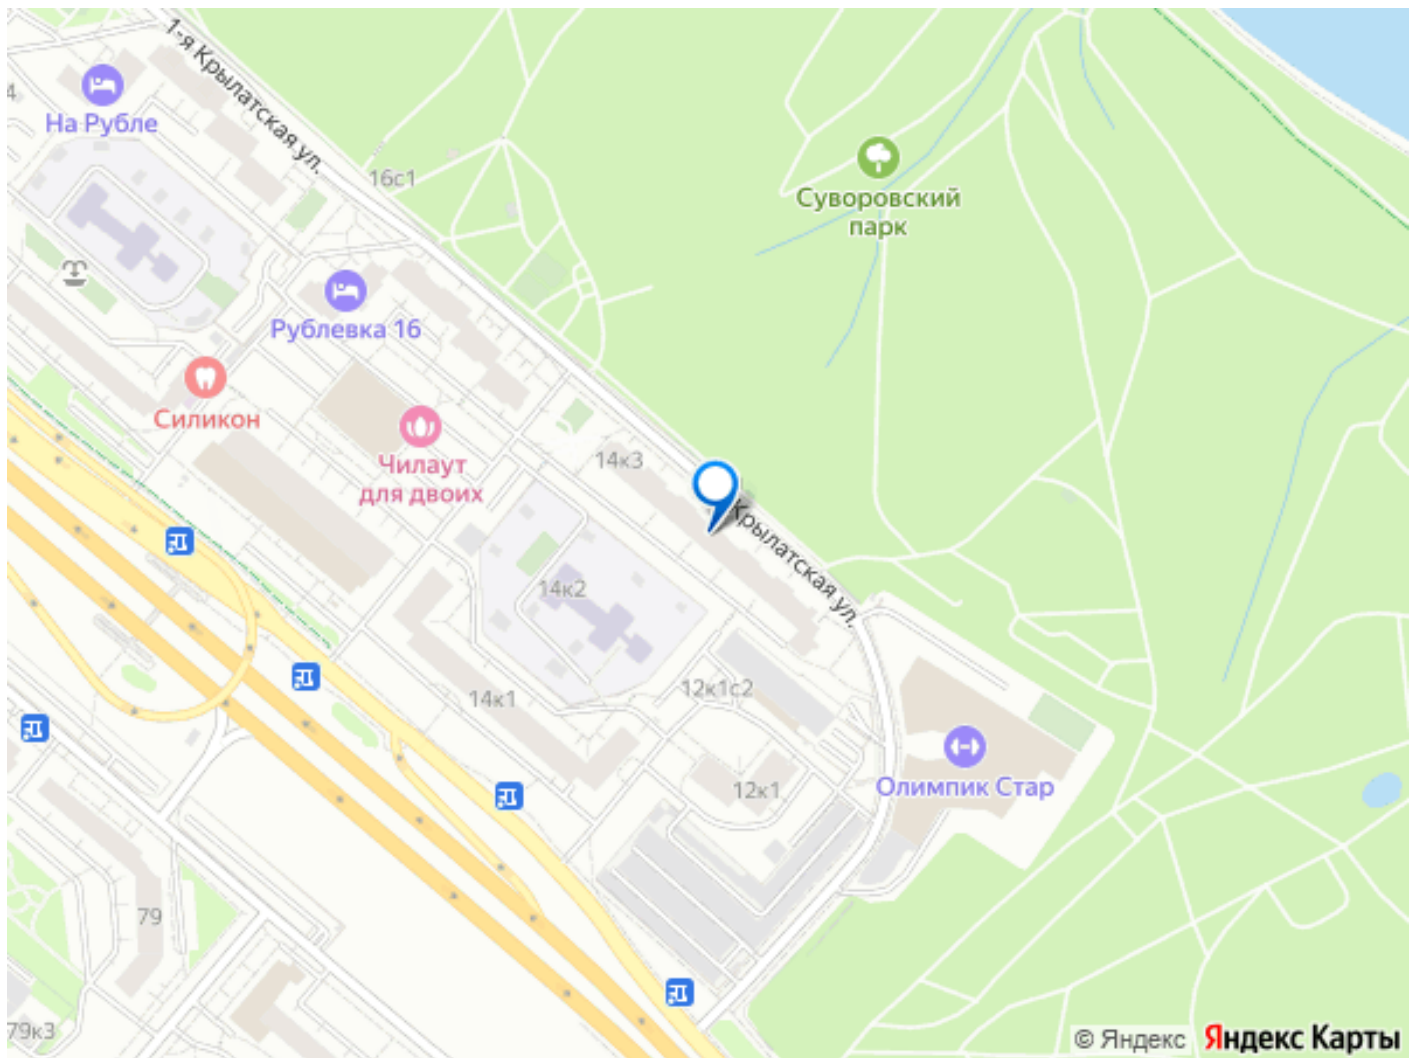 1-я Крылатская ул.
На Рубле
4
16с1
Суворовский
парк
Рублевка 16
Силикон
Чилаут
для двоих
14к3
Крылатская ул.
14к2
14к1
12к1с2
12к1
Олимпик Стар
79
79к3
© Яндекс
Яндекс Карты